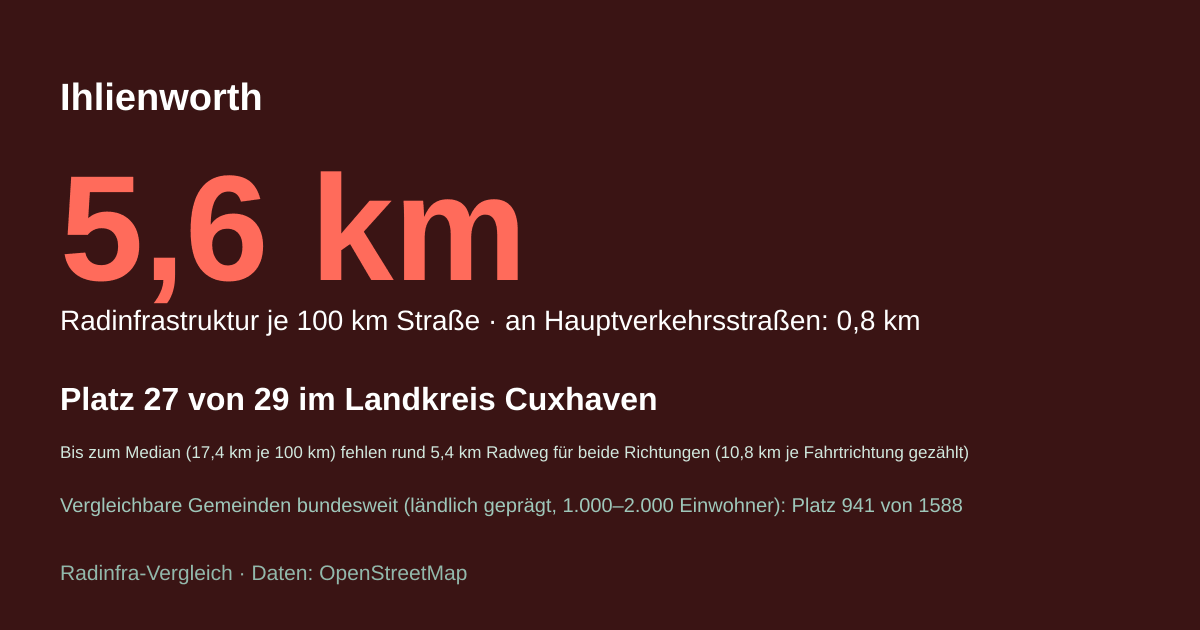 Ihlienworth
5,6 km
Radinfrastruktur je 100 km Straße · an Hauptverkehrsstraßen: 0,8 km
Platz 27 von 29 im Landkreis Cuxhaven
Bis zum Median (17,4 km je 100 km) fehlen rund 5,4 km Radweg für beide Richtungen (10,8 km je Fahrtrichtung gezählt)
Vergleichbare Gemeinden bundesweit (ländlich geprägt, 1.000–2.000 Einwohner): Platz 941 von 1588
Radinfra-Vergleich · Daten: OpenStreetMap